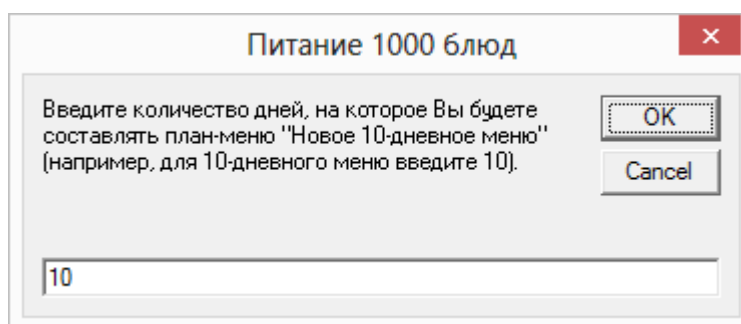 Питание 1000 блюд
Введите количество дней, на которое Вы будете
составлять план-меню "Новое 10-дневное меню"
(например, для 10-дневного меню введите 10).
OK
Cancel
10